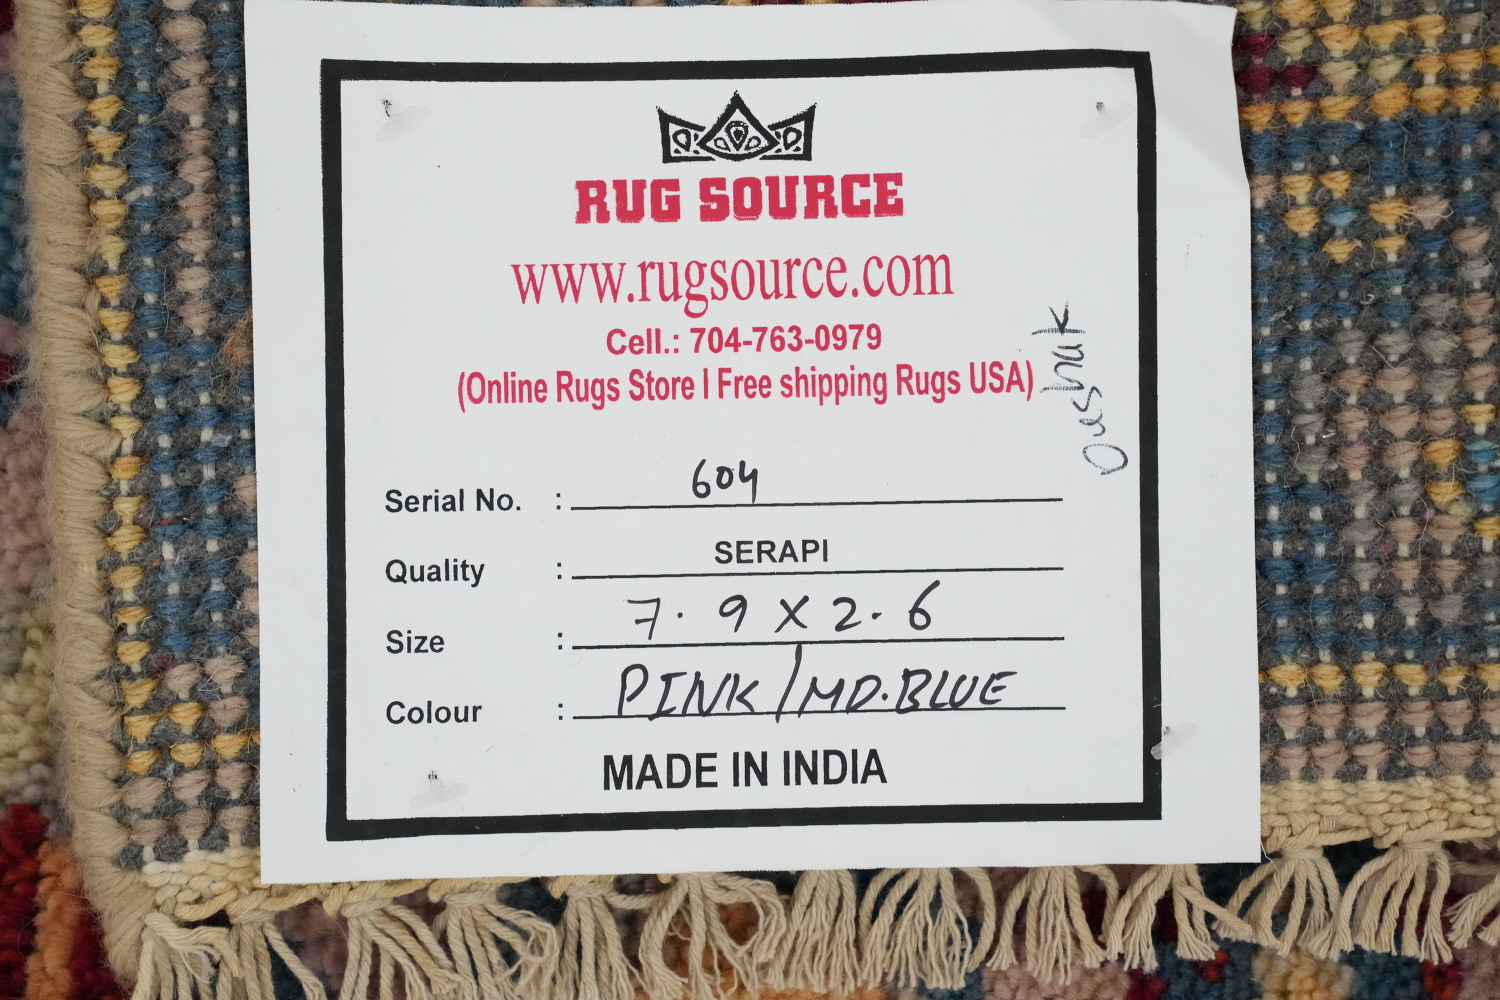 RUG SOURCE
www.rugsource.com
Cell.: 704-763-0979
(Online Rugs Store I Free shipping Rugs USA)
Oushak
Serial No. : 604
Quality : SERAPI
Size : 7.9 X 2.6
Colour : PINK/MD.BLUE
MADE IN INDIA